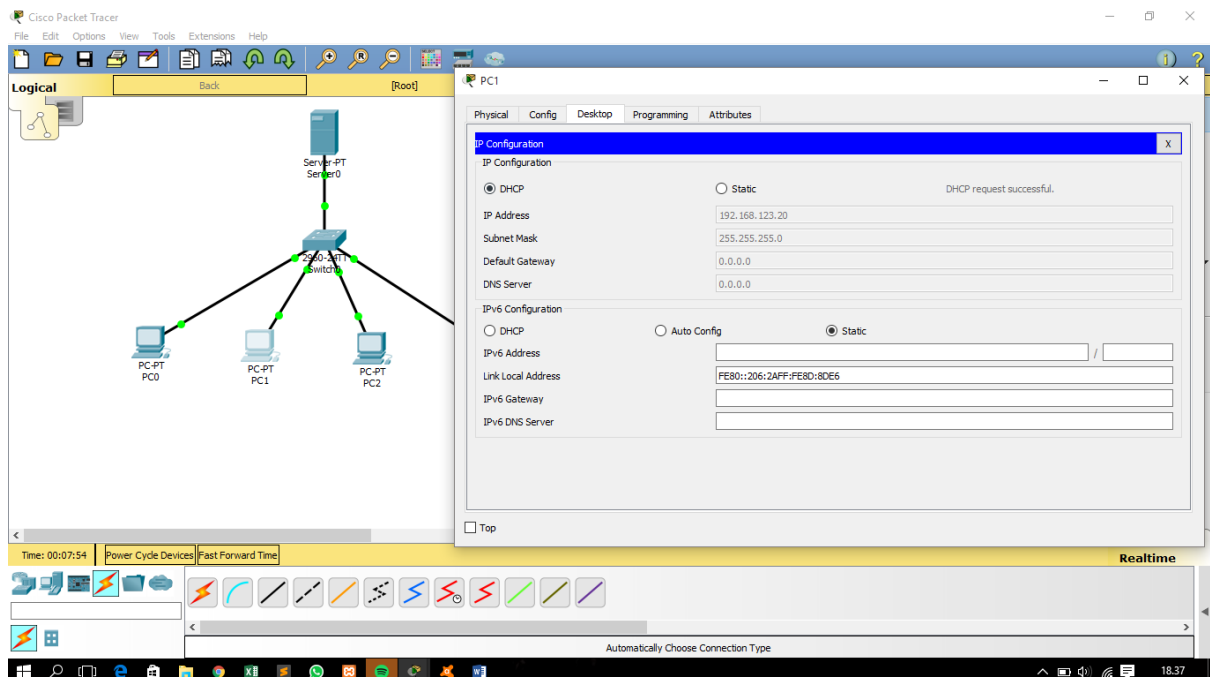 Cisco Packet Tracer
File Edit Options View Tools Extensions Help
Logical
Back
[Root]
Server-PT
Server0
2960-24TT
Switch0
PC-PT
PC0
PC-PT
PC1
PC-PT
PC2
PC1
Physical Config Desktop Programming Attributes
IP Configuration X
IP Configuration
DHCP Static DHCP request successful.
IP Address 192.168.123.20
Subnet Mask 255.255.255.0
Default Gateway 0.0.0.0
DNS Server 0.0.0.0
IPv6 Configuration
DHCP Auto Config Static
IPv6 Address /
Link Local Address FE80::206:2AFF:FE8D:8DE6
IPv6 Gateway
IPv6 DNS Server
Top
Time: 00:07:54 Power Cycle Devices Fast Forward Time Realtime
Automatically Choose Connection Type
18.37